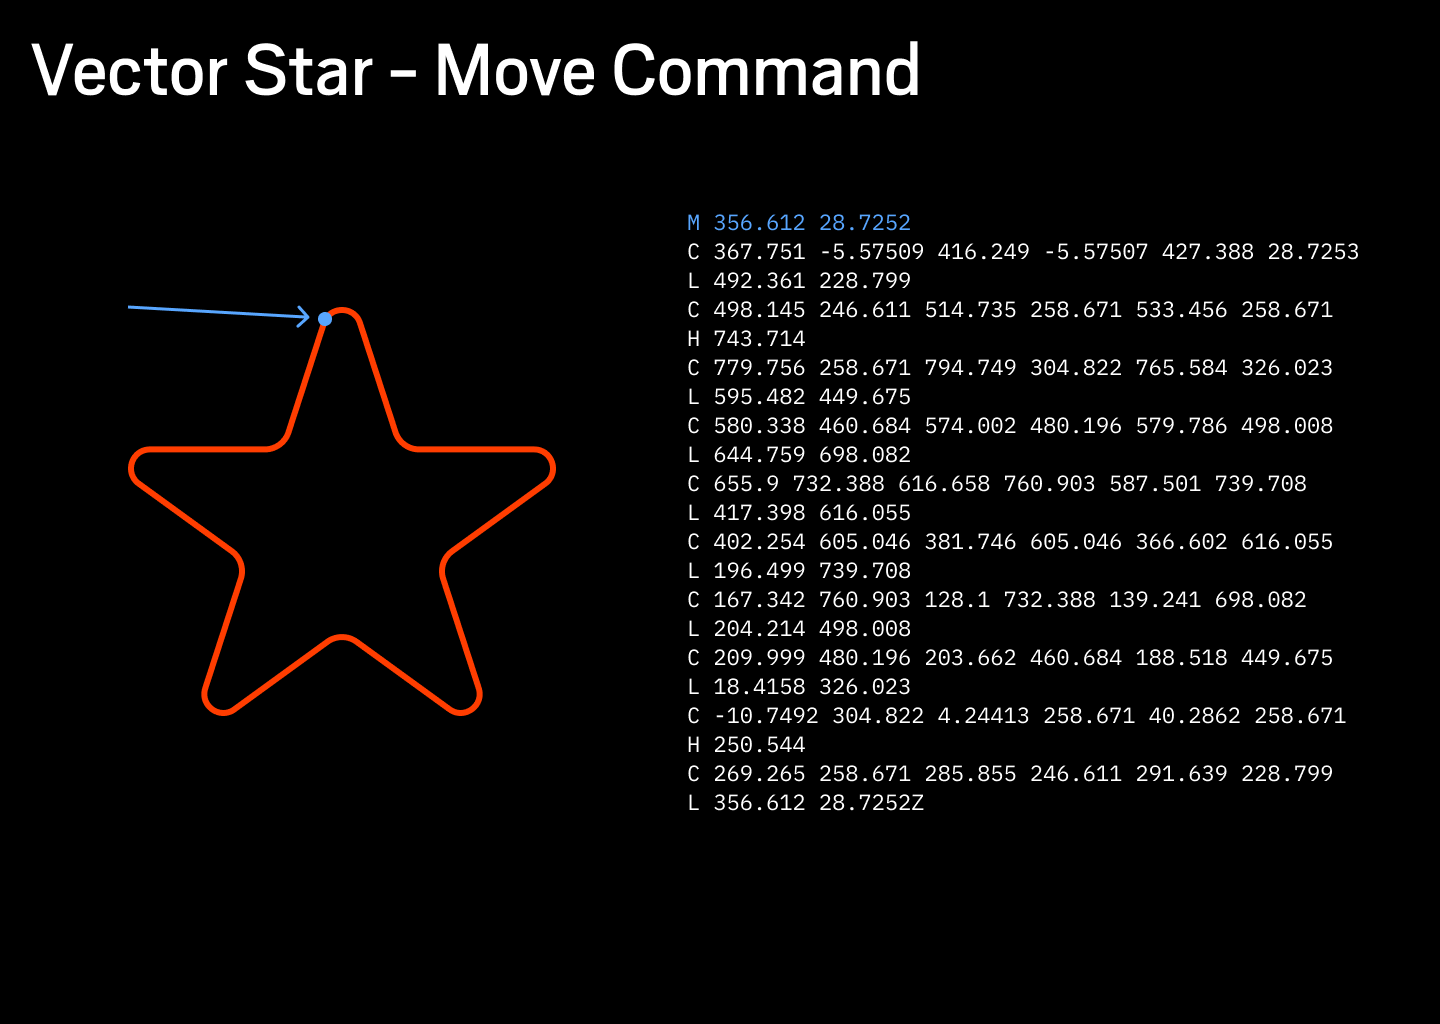 Vector Star – Move Command
M 356.612 28.7252
C 367.751 -5.57509 416.249 -5.57507 427.388 28.7253
L 492.361 228.799
C 498.145 246.611 514.735 258.671 533.456 258.671
H 743.714
C 779.756 258.671 794.749 304.822 765.584 326.023
L 595.482 449.675
C 580.338 460.684 574.002 480.196 579.786 498.008
L 644.759 698.082
C 655.9 732.388 616.658 760.903 587.501 739.708
L 417.398 616.055
C 402.254 605.046 381.746 605.046 366.602 616.055
L 196.499 739.708
C 167.342 760.903 128.1 732.388 139.241 698.082
L 204.214 498.008
C 209.999 480.196 203.662 460.684 188.518 449.675
L 18.4158 326.023
C -10.7492 304.822 4.24413 258.671 40.2862 258.671
H 250.544
C 269.265 258.671 285.855 246.611 291.639 228.799
L 356.612 28.7252Z